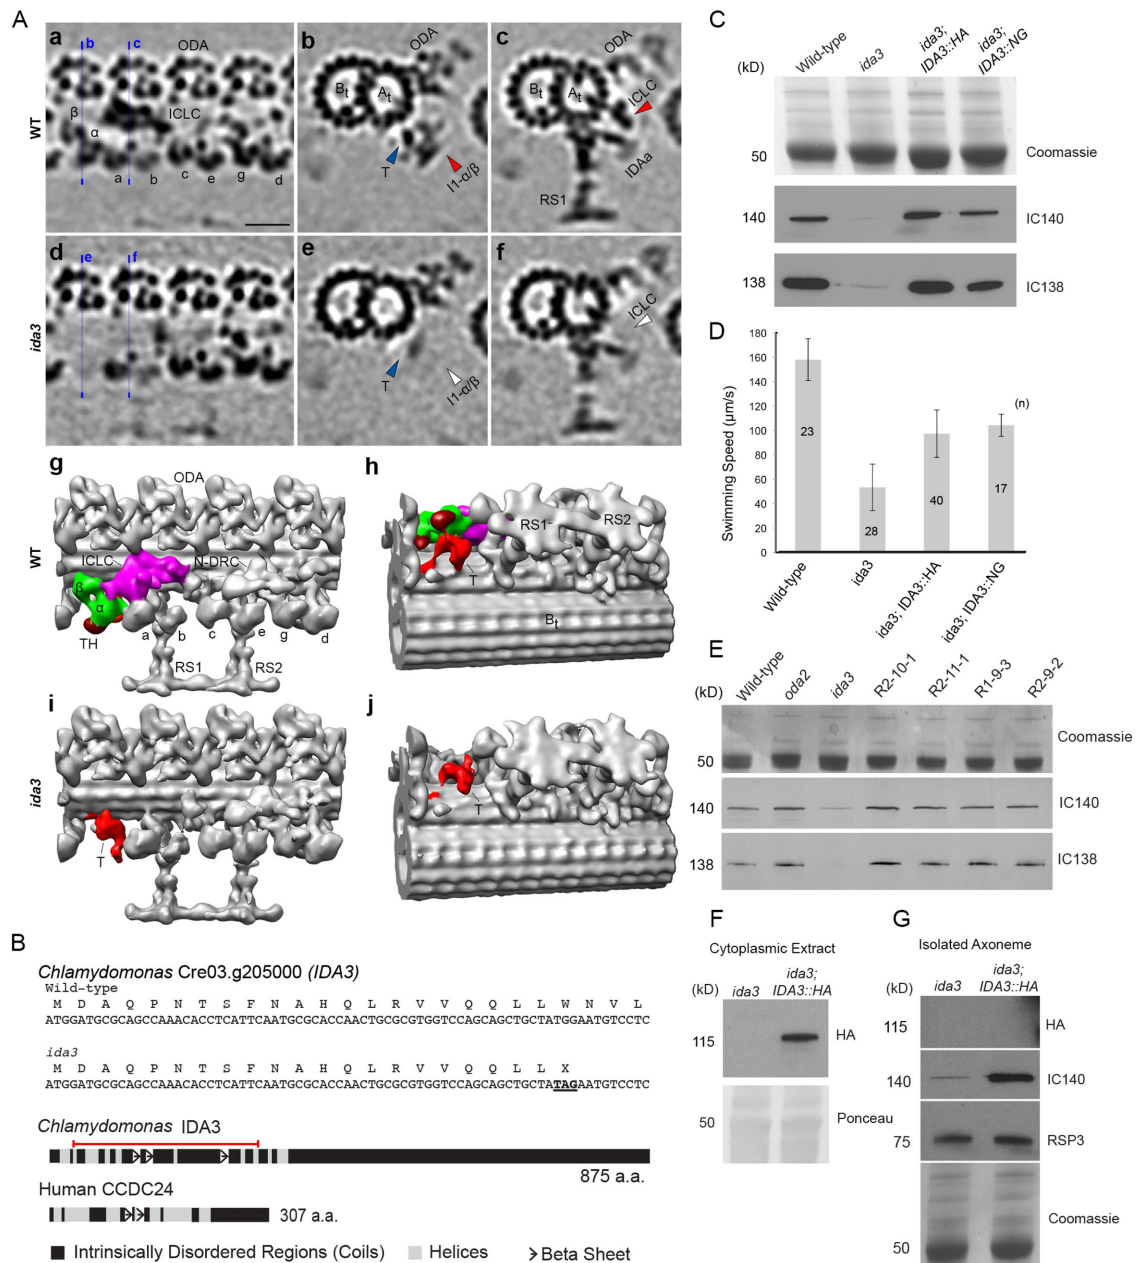 A
a
b
c
ODA
ICLC
β
α
a b c e g d
WT
b
ODA
Bt
At
T
I1-α/β
c
ODA
Bt
At
ICLC
IDAa
RS1
d
e
f
ida3
e
T
I1-α/β
f
ICLC
g
ODA
ICLC
N-DRC
β
α
TH
a b c e g d
RS1
RS2
WT
h
RS1
RS2
T
Bt
i
T
ida3
j
T
B
Chlamydomonas Cre03.g205000 (IDA3)
Wild-type
M D A Q P N T S F N A H Q L R V V Q Q L L W N V L
ATGGATGCGCAGCCAAACACCTCATTCAATGCGCACCAACTGCGCGTGGTCCAGCAGCTGCTATGGAATGTCCTC
ida3
M D A Q P N T S F N A H Q L R V V Q Q L L X
ATGGATGCGCAGCCAAACACCTCATTCAATGCGCACCAACTGCGCGTGGTCCAGCAGCTGCTATAGAATGTCCTC
Chlamydomonas IDA3
875 a.a.
Human CCDC24
307 a.a.
Intrinsically Disordered Regions (Coils)
Helices
Beta Sheet
C
(kD)
Wild-type
ida3
ida3; IDA3::HA
ida3; IDA3::NG
50
Coomassie
140
IC140
138
IC138
D
Swimming Speed (µm/s)
180
160
140
120
100
80
60
40
20
0
23
28
40
17
(n)
Wild-type
ida3
ida3; IDA3::HA
ida3; IDA3::NG
E
(kD)
Wild-type
oda2
ida3
R2-10-1
R2-11-1
R1-9-3
R2-9-2
50
Coomassie
140
IC140
138
IC138
F
Cytoplasmic Extract
(kD)
ida3
ida3; IDA3::HA
115
HA
50
Ponceau
G
Isolated Axoneme
(kD)
ida3
ida3; IDA3::HA
115
HA
140
IC140
75
RSP3
50
Coomassie